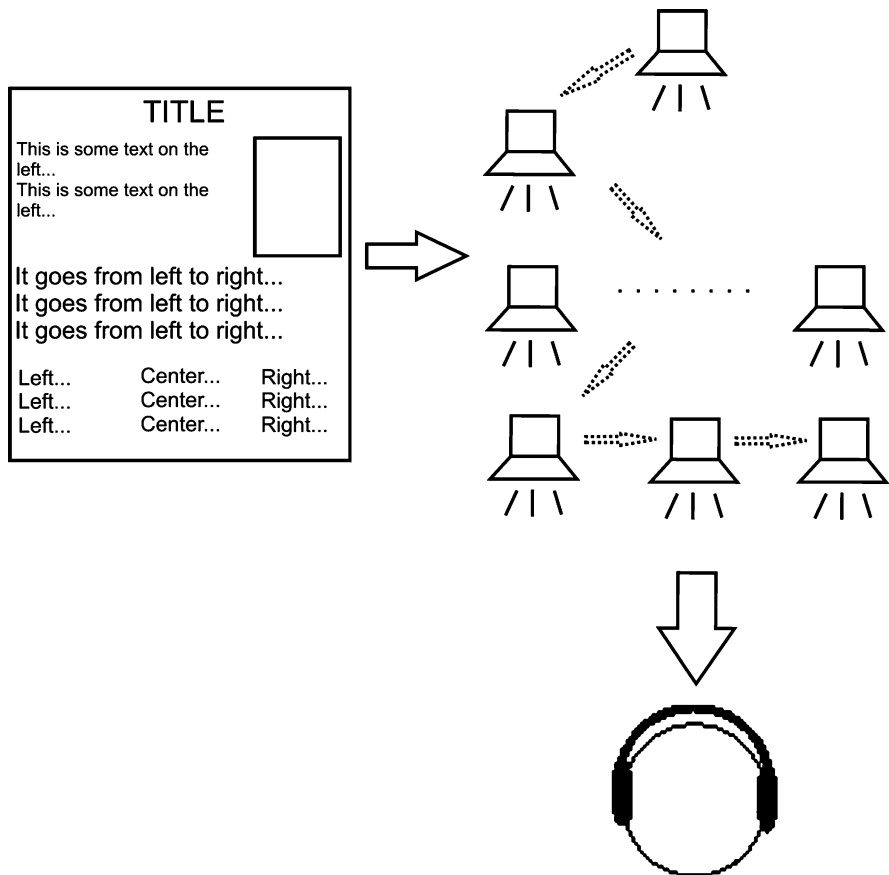 TITLE
This is some text on the
left...
This is some text on the
left...
It goes from left to right...
It goes from left to right...
It goes from left to right...
Left... Center... Right...
Left... Center... Right...
Left... Center... Right...